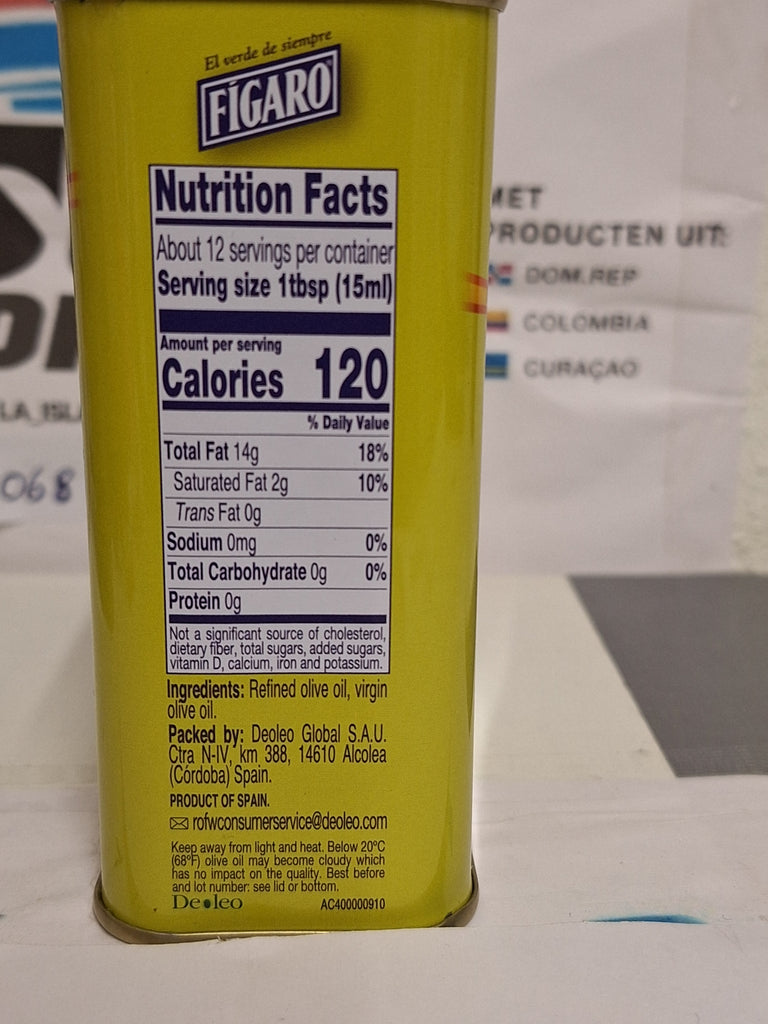 El verde de siempre
FÍGARO
Nutrition Facts
About 12 servings per container
Serving size 1tbsp (15ml)
Amount per serving
Calories 120
% Daily Value
Total Fat 14g 18%
Saturated Fat 2g 10%
Trans Fat 0g
Sodium 0mg 0%
Total Carbohydrate 0g 0%
Protein 0g
Not a significant source of cholesterol,
dietary fiber, total sugars, added sugars,
vitamin D, calcium, iron and potassium.
Ingredients: Refined olive oil, virgin
olive oil.
Packed by: Deoleo Global S.A.U.
Ctra N-IV, km 388, 14610 Alcolea
(Córdoba) Spain.
PRODUCT OF SPAIN.
rofwconsumerservice@deoleo.com
Keep away from light and heat. Below 20ºC
(68ºF) olive oil may become cloudy which
has no impact on the quality. Best before
and lot number: see lid or bottom.
Deoleo AC400000910
MET
PRODUCTEN UIT:
DOM.REP
COLOMBIA
CURAÇAO
068